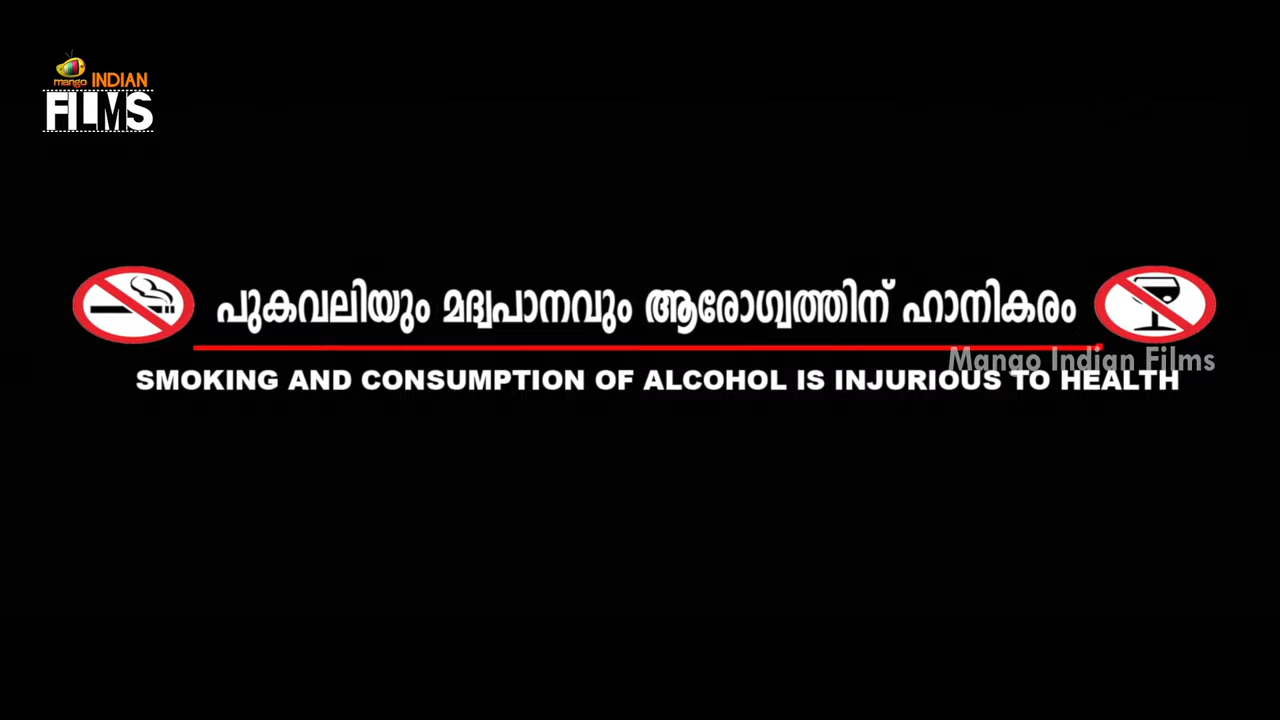 mango INDIAN
FILMS
പുകവലിയും മദ്യപാനവും ആരോഗ്യത്തിന് ഹാനികരം
Mango Indian Films
SMOKING AND CONSUMPTION OF ALCOHOL IS INJURIOUS TO HEALTH